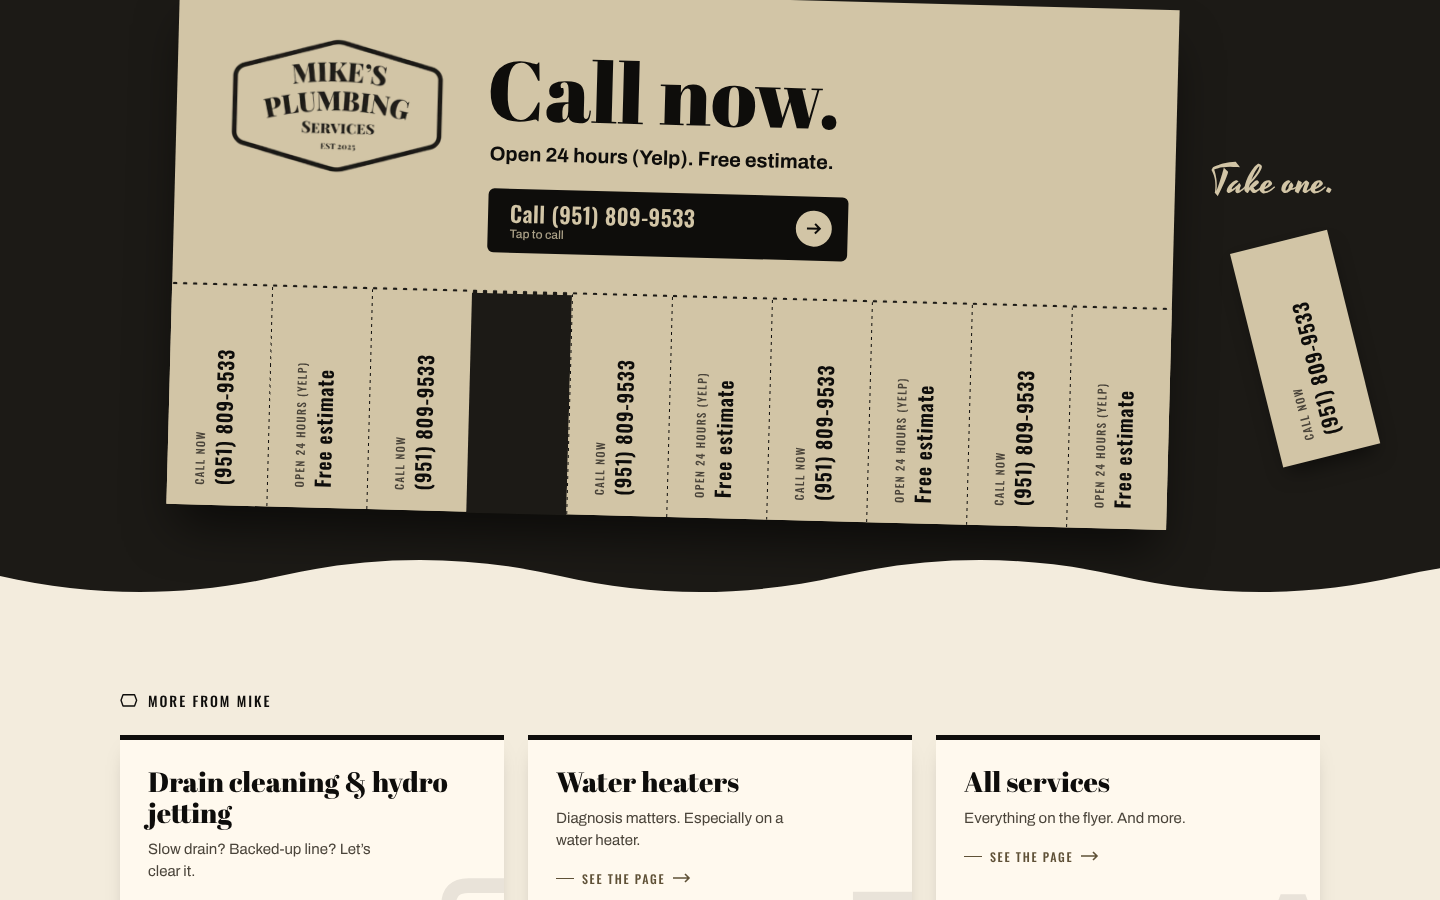 MIKE'S
PLUMBING
SERVICES
EST 2025
Call now.
Open 24 hours (Yelp). Free estimate.
Call (951) 809-9533
Tap to call
Take one.
CALL NOW
(951) 809-9533
OPEN 24 HOURS (YELP)
Free estimate
CALL NOW
(951) 809-9533
CALL NOW
(951) 809-9533
OPEN 24 HOURS (YELP)
Free estimate
CALL NOW
(951) 809-9533
OPEN 24 HOURS (YELP)
Free estimate
CALL NOW
(951) 809-9533
OPEN 24 HOURS (YELP)
Free estimate
CALL NOW
(951) 809-9533
MORE FROM MIKE
Drain cleaning & hydro
jetting
Slow drain? Backed-up line? Let's
clear it.
Water heaters
Diagnosis matters. Especially on a
water heater.
SEE THE PAGE
All services
Everything on the flyer. And more.
SEE THE PAGE